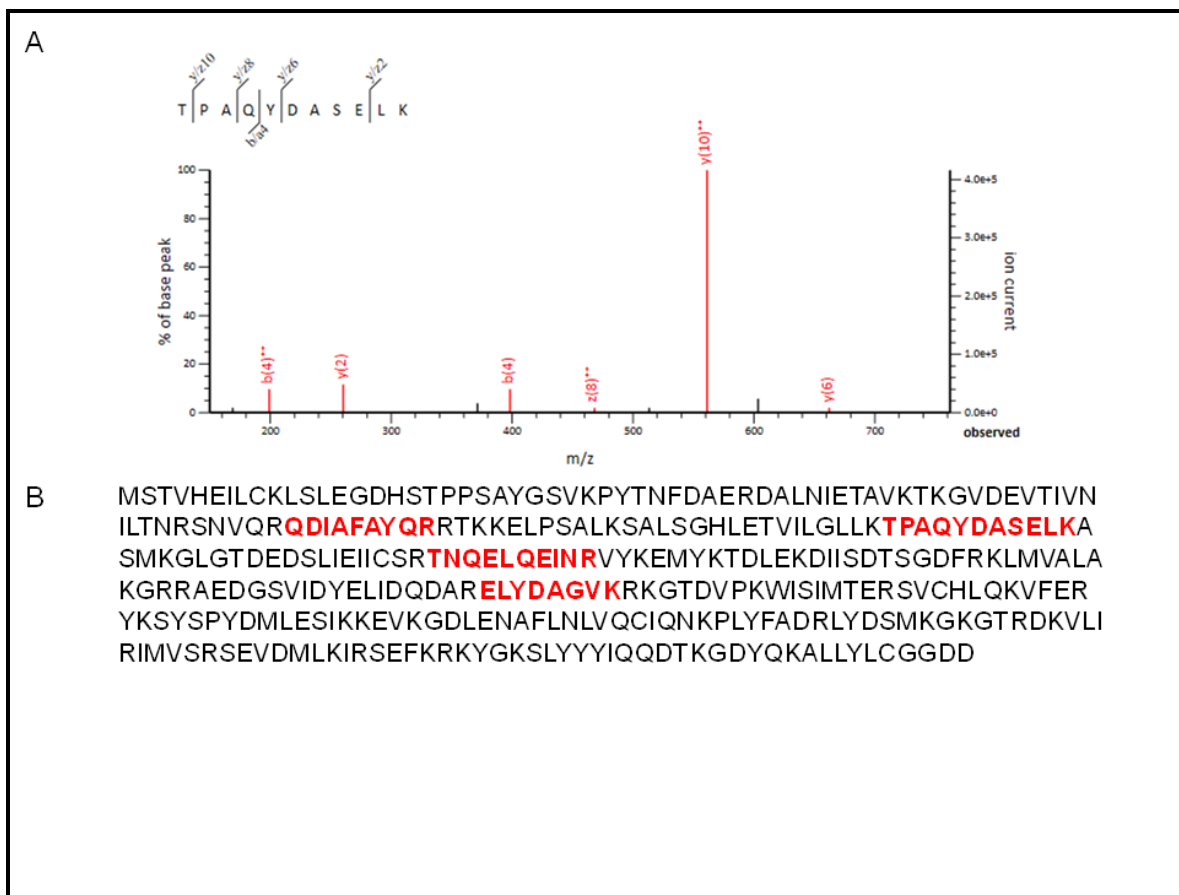 A
y/z10 y/z8 y/z6 y/z2
T P A Q Y D A S E L K
b/a4
% of base peak
100
80
60
40
20
0
b(4)**
y(2)
b(4)
z(8)**
y(10)**
y(6)
4.0e+5
3.0e+5
2.0e+5
1.0e+5
0.0e+0
ion current
200 300 400 500 600 700 observed
m/z
B
MSTVHEILCKLSLEGDHSTPPSAYGSVKPYTNFDAERDALNIETAVKTKGVDEVTIVN
ILTNRSNVQRQDIAFAYQRRTKKELPSALKSALSGHLETVILGLLKTPAQYDASELKA
SMKGLGTDEDSLIEIICSRTNQELQEINRVYKEMYKTDLEKDIISDTSGDFRKLMVALA
KGRRAEDGSVIDYELIDQDARELYDAGVKRKGTDVPKWISIMTERSVCHLQKVFER
YKSYSPYDMLESIKKEVKGDLENAFLNLVQCIQNKPLYFADRLYDSMKGKGTRDKVLI
RIMVSRSEVDMLKIRSEFKRKYGKSLYYYIQQDTKGDYQKALLYLCGGDD